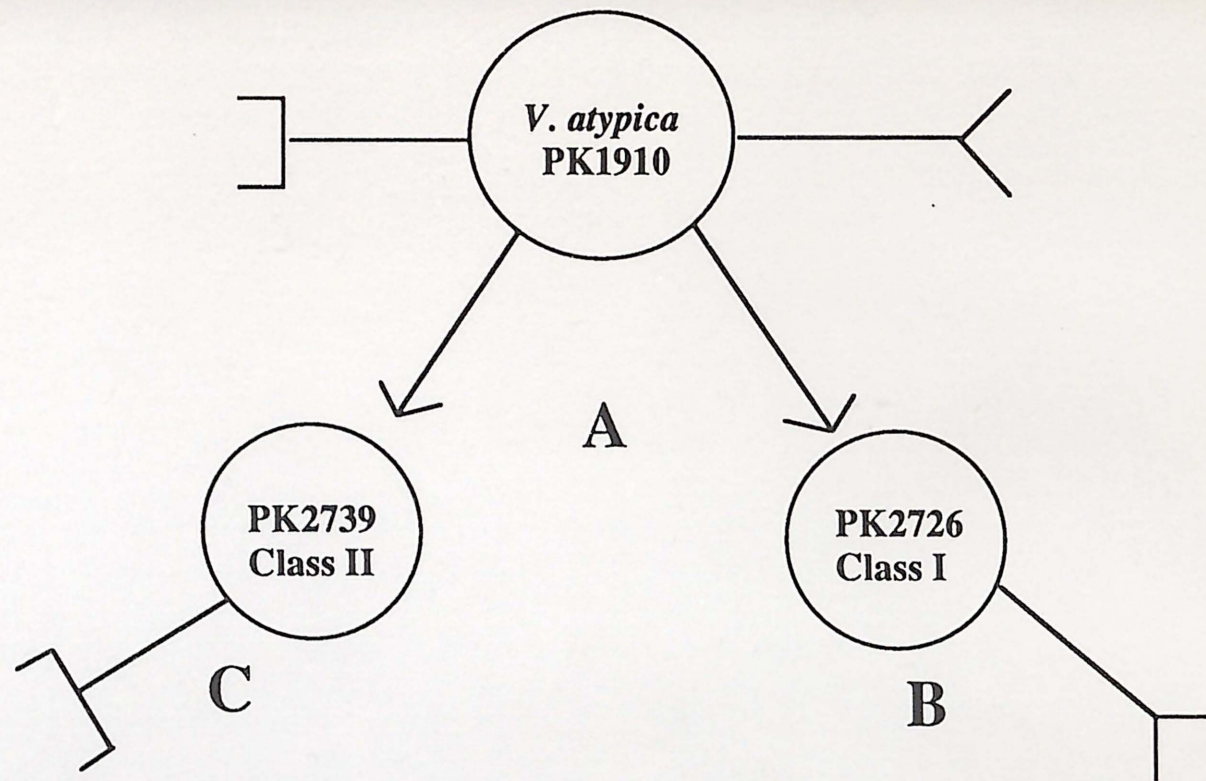 V. atypica
PK1910
A
PK2739
Class II
PK2726
Class I
C
B